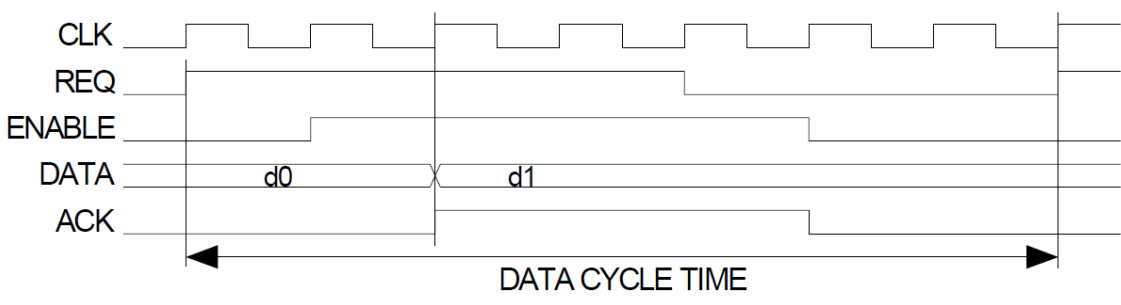 CLK
REQ
ENABLE
DATA d0 d1
ACK
DATA CYCLE TIME